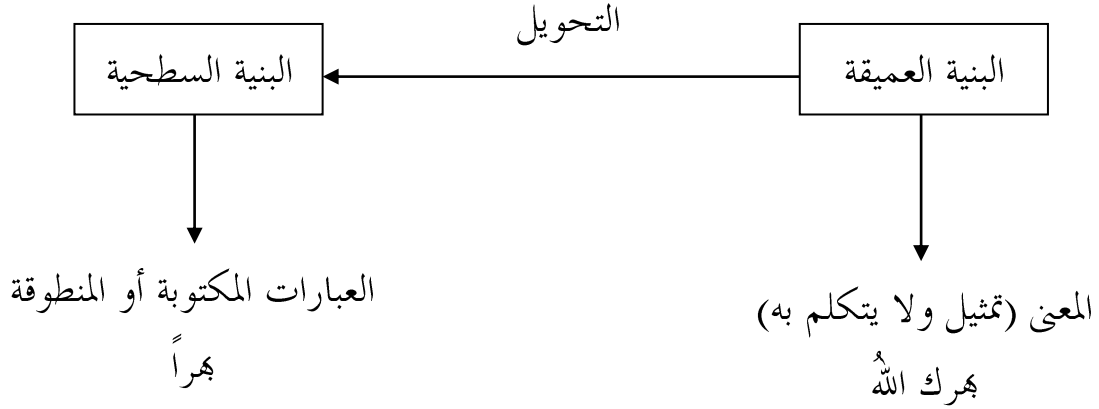 التحويل
البنية العميقة
البنية السطحية
المعنى (تمثيل ولا يتكلم به)
بهرك اللهُ
العبارات المكتوبة أو المنطوقة
بهراً